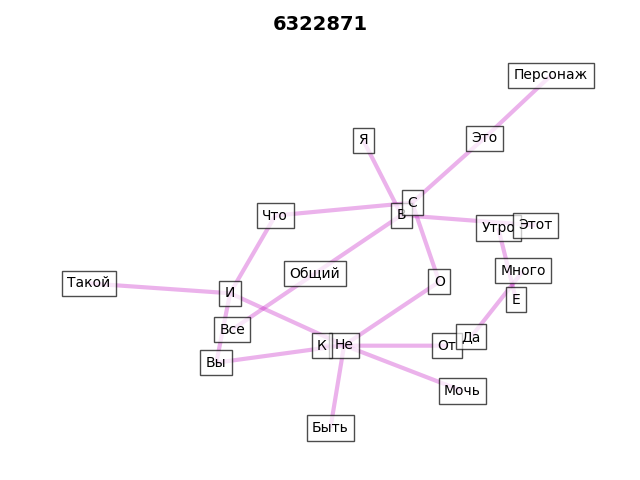 6322871
Персонаж
Это
Я
С
В
Что
Утро
Этот
Общий
Много
О
Такой
И
Е
Все
Да
К
Не
От
Вы
Мочь
Быть